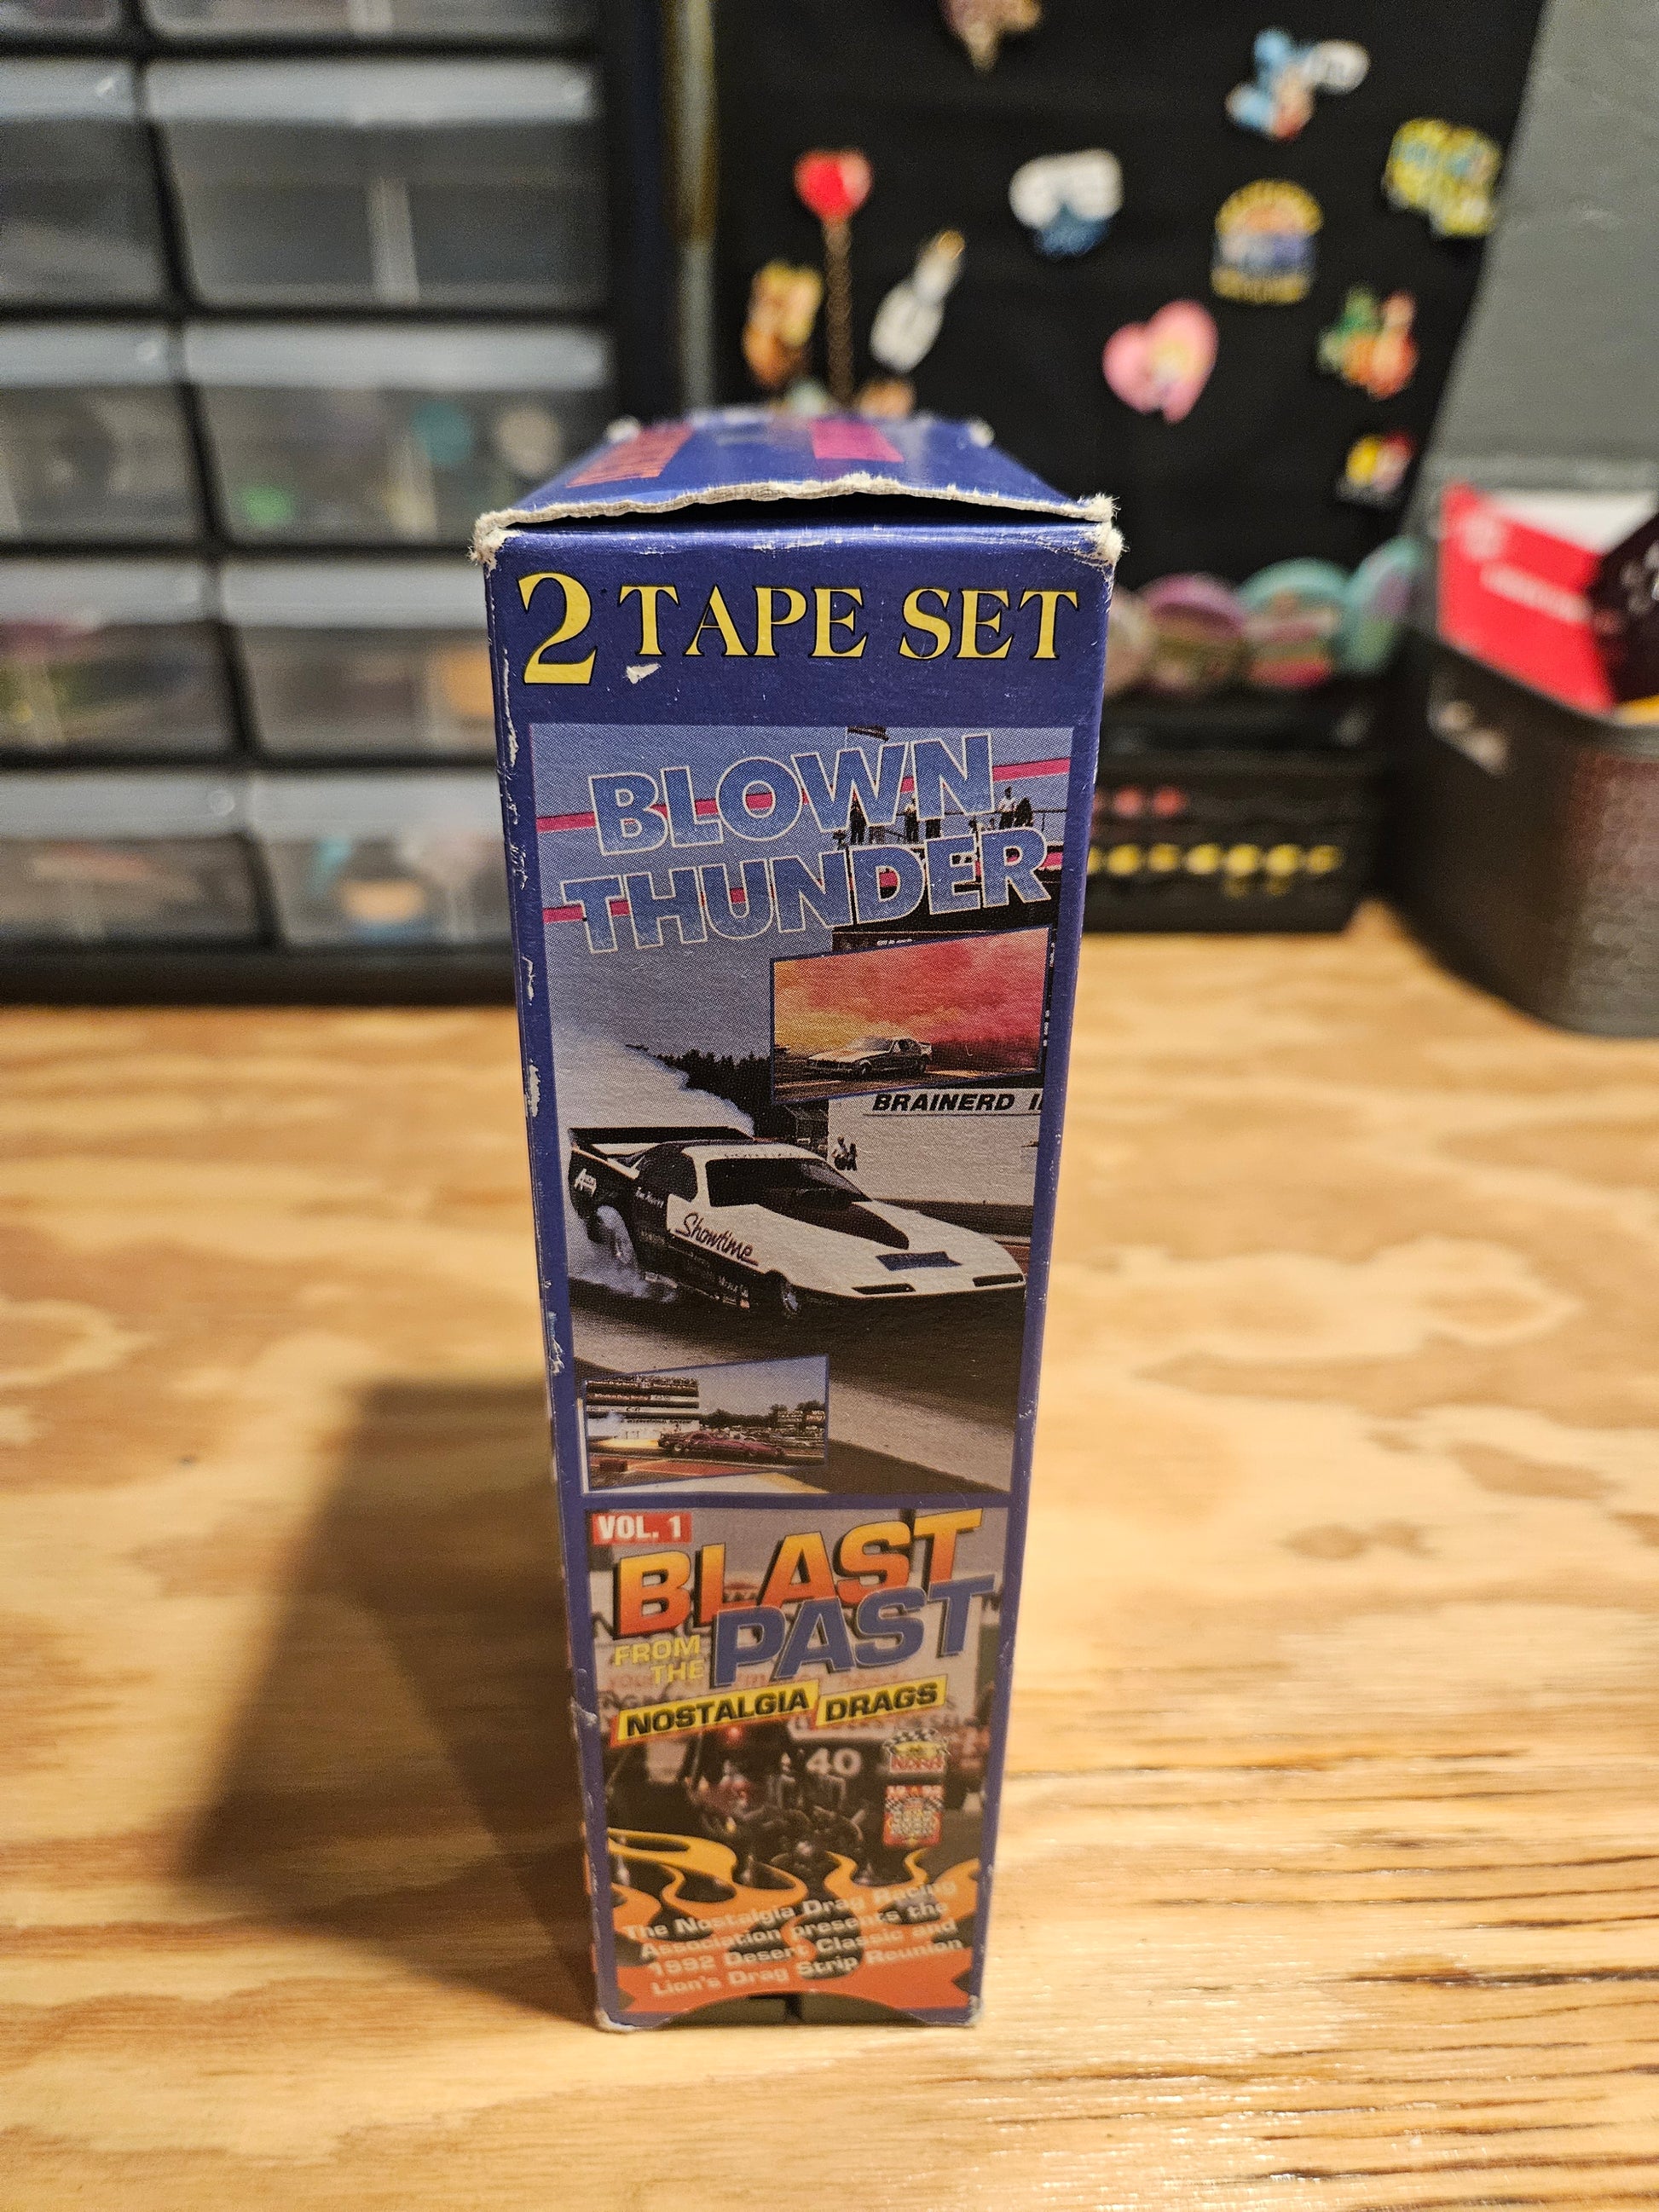 2 TAPE SET
BLOWN
THUNDER
BRAINERD I
Showtime
VOL. 1
BLAST
FROM
THE
PAST
NOSTALGIA DRAGS
40
The Nostalgia Drag Racing
Association presents the
1992 Desert Classic and
Lion's Drag Strip Reunion